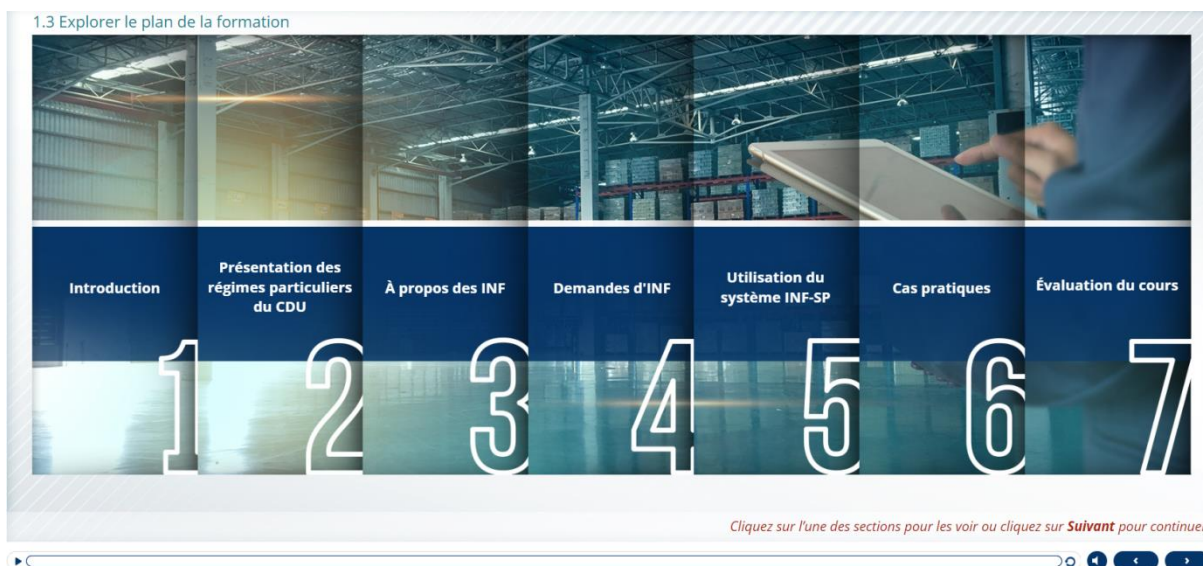 1.3 Explorer le plan de la formation
Introduction
1
Présentation des
régimes particuliers
du CDU
2
À propos des INF
3
Demandes d'INF
4
Utilisation du
système INF-SP
5
Cas pratiques
6
Évaluation du cours
7
Cliquez sur l'une des sections pour les voir ou cliquez sur Suivant pour continuer